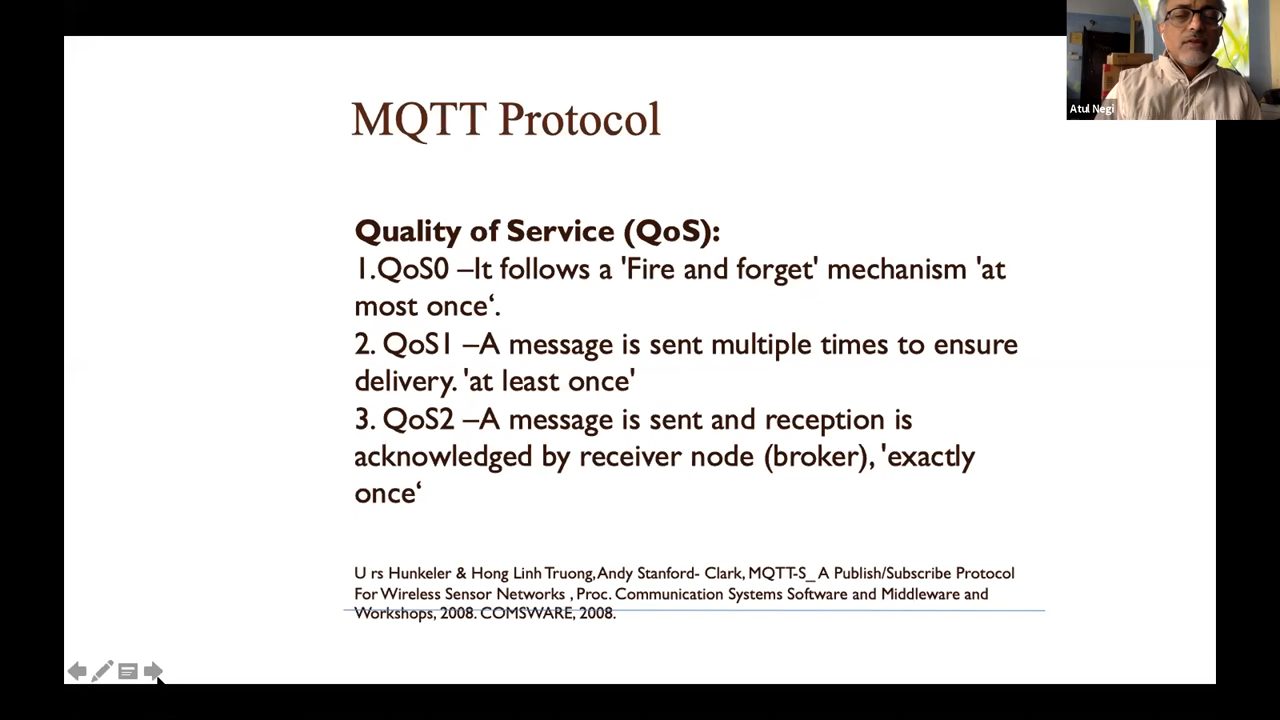 MQTT Protocol
Atul Negi
Quality of Service (QoS):
1.QoS0 –It follows a 'Fire and forget' mechanism 'at
most once‘.
2. QoS1 –A message is sent multiple times to ensure
delivery. 'at least once'
3. QoS2 –A message is sent and reception is
acknowledged by receiver node (broker), 'exactly
once‘
U rs Hunkeler & Hong Linh Truong,Andy Stanford- Clark, MQTT-S_ A Publish/Subscribe Protocol
For Wireless Sensor Networks , Proc. Communication Systems Software and Middleware and
Workshops, 2008. COMSWARE, 2008.